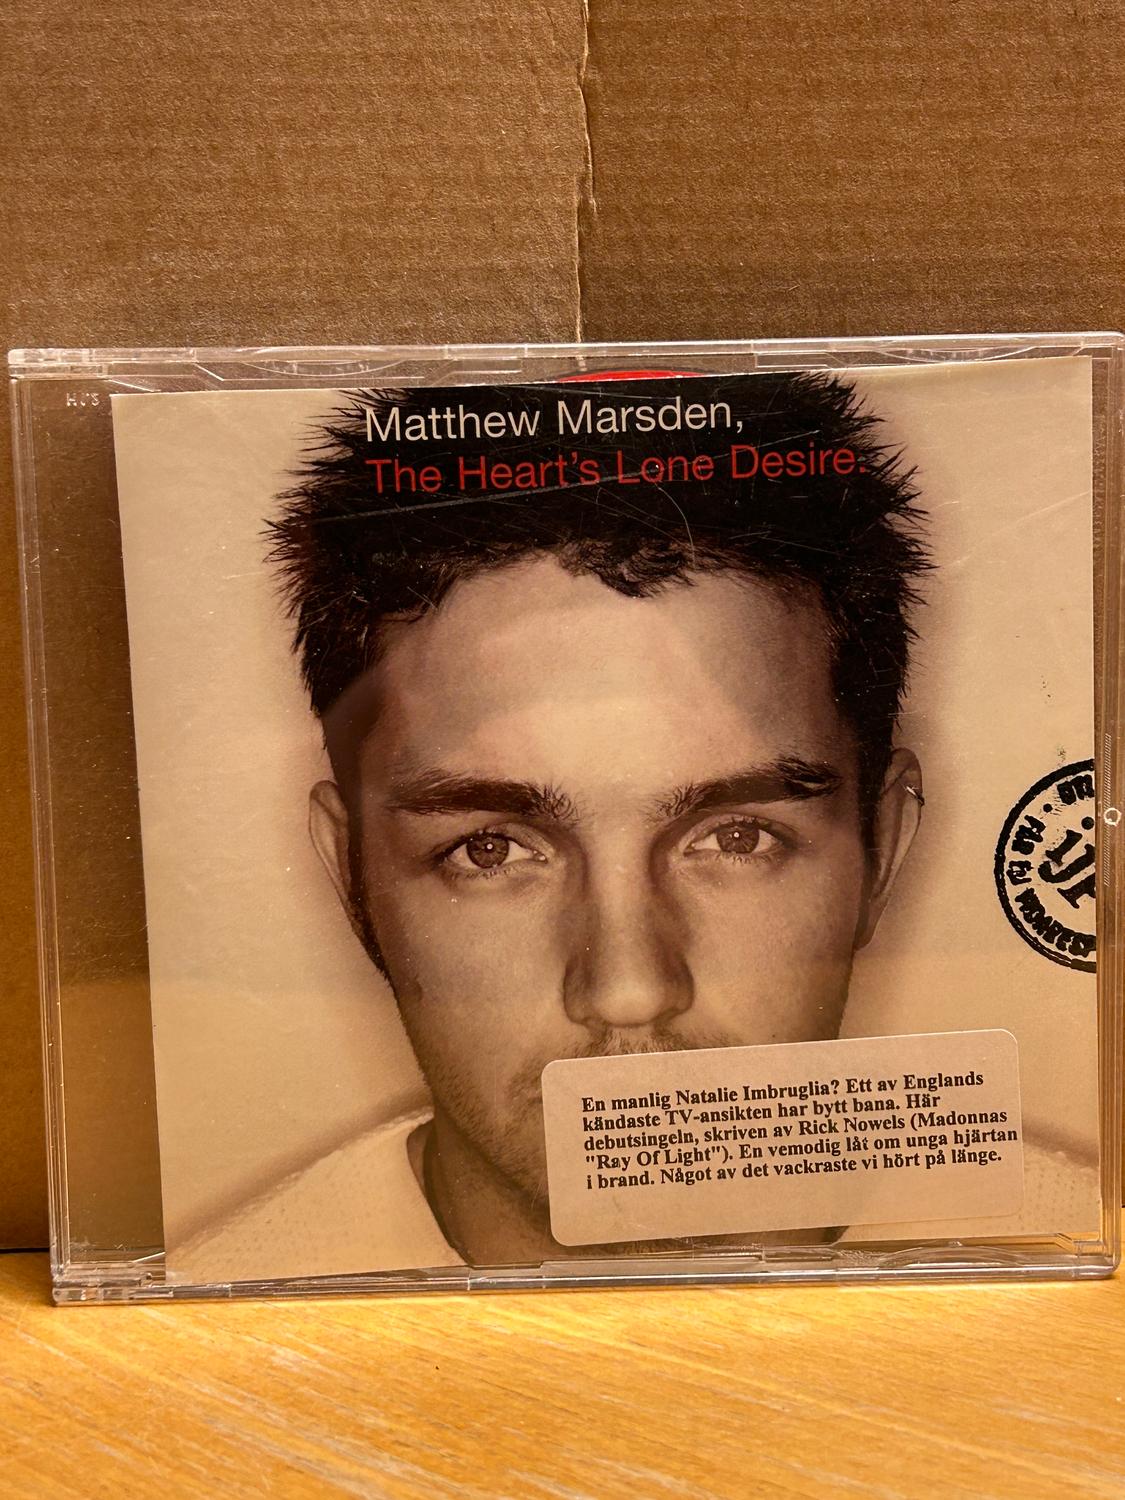 Matthew Marsden,
The Heart's Lone Desire.
FÅR EJ
En manlig Natalie Imbruglia? Ett av Englands
kändaste TV-ansikten har bytt bana. Här
debutsingeln, skriven av Rick Nowels (Madonnas
"Ray Of Light"). En vemodig låt om unga hjärtan
i brand. Något av det vackraste vi hört på länge.